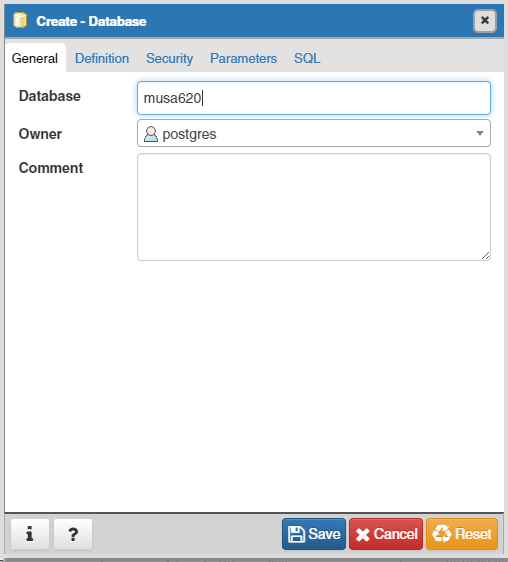 Create - Database
General Definition Security Parameters SQL
Database musa620
Owner postgres
Comment
i ? Save Cancel Reset